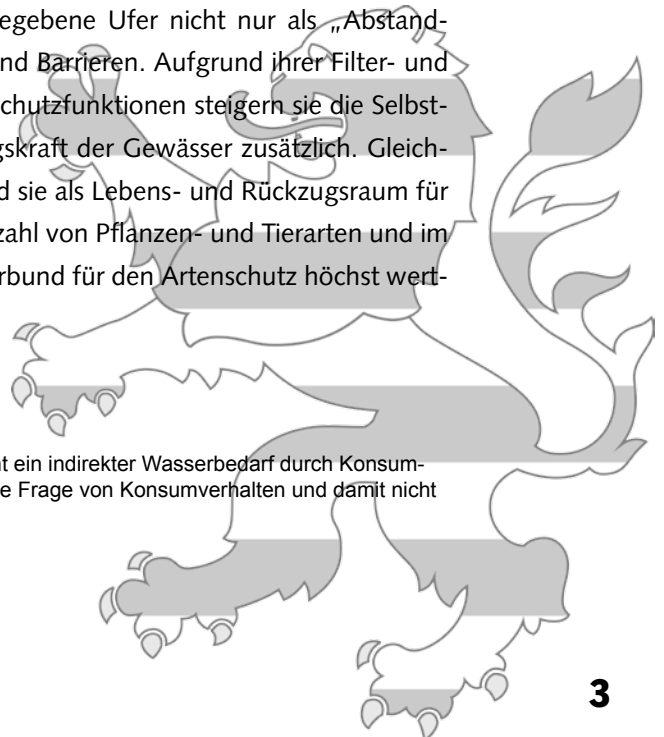 egebene Ufer nicht nur als „Abstand-
nd Barrieren. Aufgrund ihrer Filter- und
chutzfunktionen steigern sie die Selbst-
gskraft der Gewässer zusätzlich. Gleich-
d sie als Lebens- und Rückzugsraum für
zahl von Pflanzen- und Tierarten und im
rbund für den Artenschutz höchst wert-
nt ein indirekter Wasserbedarf durch Konsum-
e Frage von Konsumverhalten und damit nicht
3